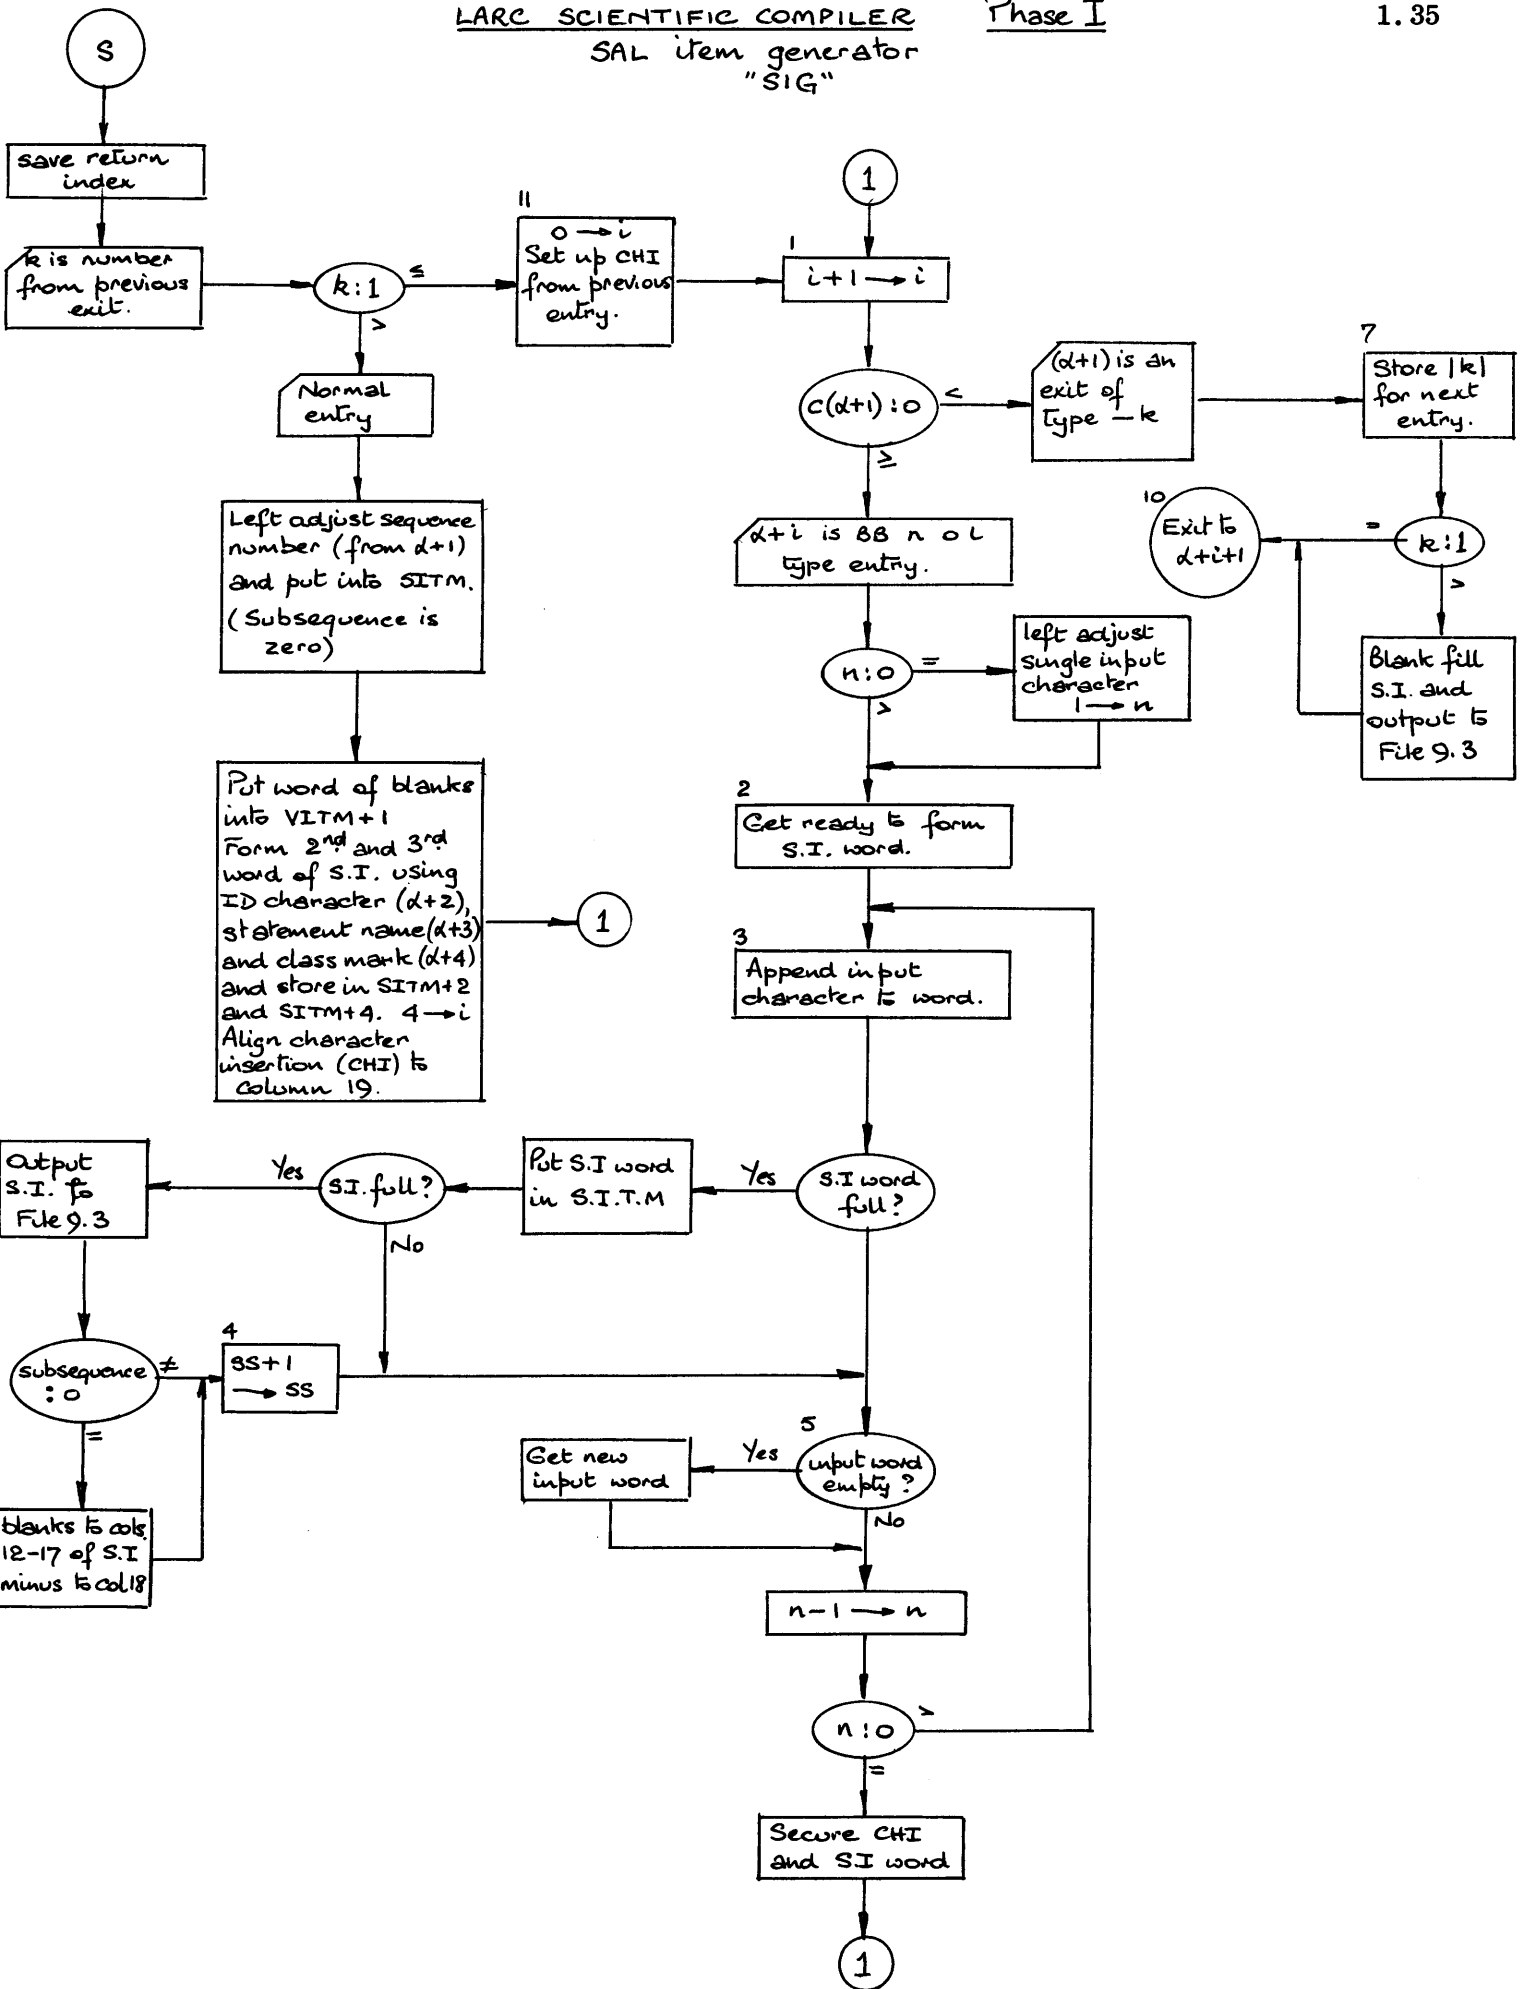 LARC SCIENTIFIC COMPILER Phase I 1.35
SAL item generator
"SIG"
S
save return
index
k is number
from previous
exit.
k:1
≤
>
11
0 → i
Set up CHI
from previous
entry.
1
1
i+1 → i
Normal
entry
c(α+1):0
<
≥
(α+1) is an
exit of
type -k
7
Store |k|
for next
entry.
k:1
=
>
10
Exit to
α+i+1
Blank fill
S.I. and
output to
File 9.3
Left adjust sequence
number (from α+1)
and put into SITM.
(Subsequence is
zero)
α+i is BB n o L
type entry.
n:0
=
>
left adjust
single input
character
1 → n
Put word of blanks
into VITM+1
Form 2nd and 3rd
word of S.I. using
ID character (α+2),
statement name (α+3)
and class mark (α+4)
and store in SITM+2
and SITM+4. 4 → i
Align character
insertion (CHI) to
column 19.
1
2
Get ready to form
S.I. word.
3
Append input
character to word.
S.I word
full?
Yes
Put S.I word
in S.I.T.M
S.I. full?
Yes
No
Output
S.I. to
File 9.3
subsequence
:0
≠
=
4
SS+1
→ SS
blanks to cols.
12-17 of S.I
minus to col 18
5
input word
empty?
Yes
No
Get new
input word
n-1 → n
n:0
>
=
Secure CHI
and S.I word
1